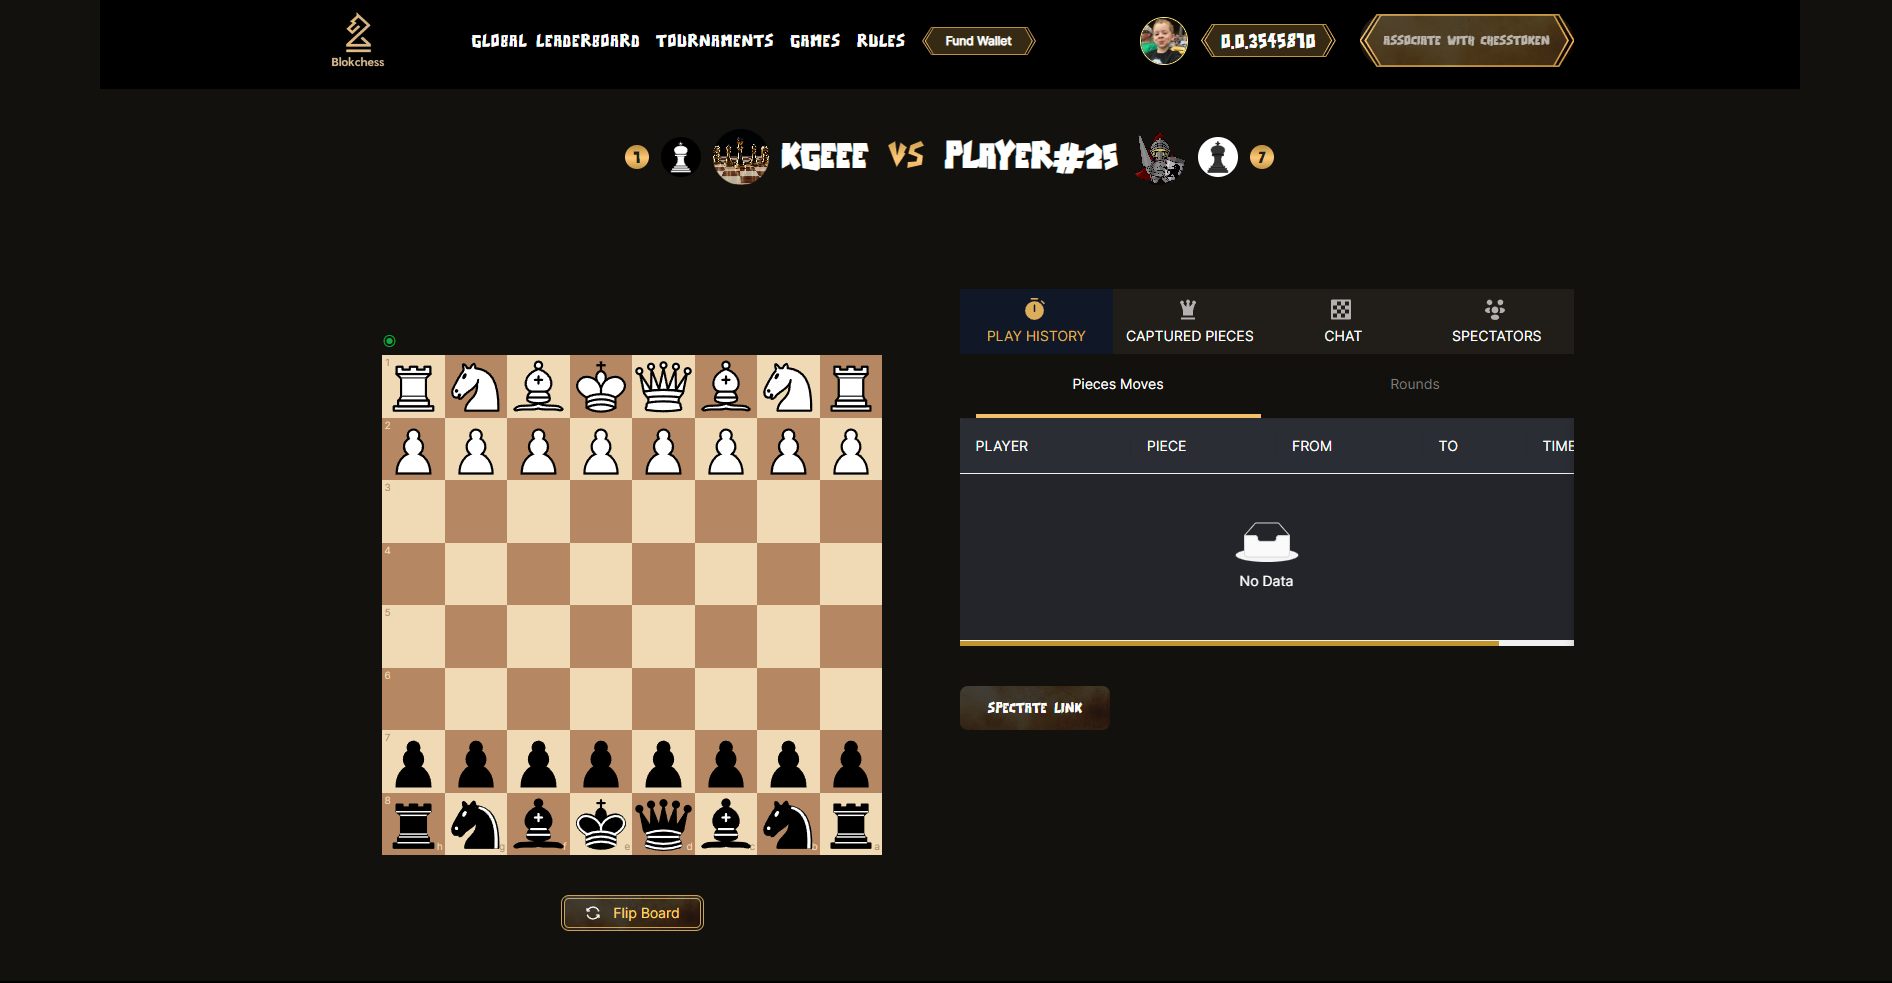 Blokchess
GLOBAL LEADERBOARD TOURNAMENTS GAMES RULES Fund Wallet 0.0.3545810 ASSOCIATE WITH CHESSTOKEN
1 KGEEE VS PLAYER#25 7
PLAY HISTORY CAPTURED PIECES CHAT SPECTATORS
Pieces Moves Rounds
PLAYER PIECE FROM TO TIME
No Data
SPECTATE LINK
1
2
3
4
5
6
7
8
h g f e d c b a
Flip Board